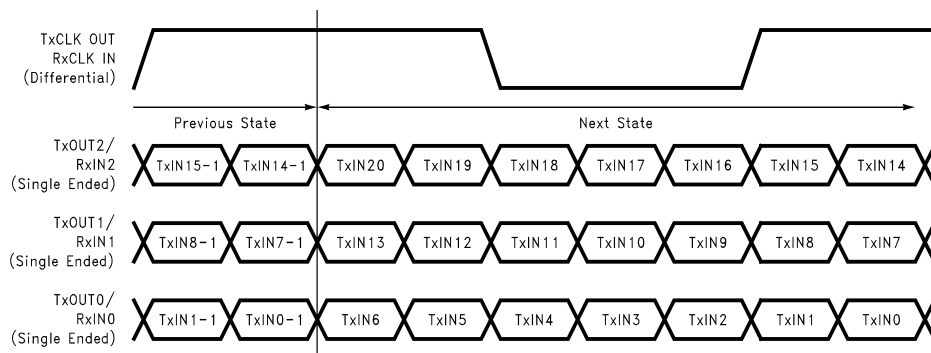 TxCLK OUT
RxCLK IN
(Differential)
Previous State
Next State
TxOUT2/
RxIN2
(Single Ended)
TxIN15-1 TxIN14-1 TxIN20 TxIN19 TxIN18 TxIN17 TxIN16 TxIN15 TxIN14
TxOUT1/
RxIN1
(Single Ended)
TxIN8-1 TxIN7-1 TxIN13 TxIN12 TxIN11 TxIN10 TxIN9 TxIN8 TxIN7
TxOUT0/
RxIN0
(Single Ended)
TxIN1-1 TxIN0-1 TxIN6 TxIN5 TxIN4 TxIN3 TxIN2 TxIN1 TxIN0